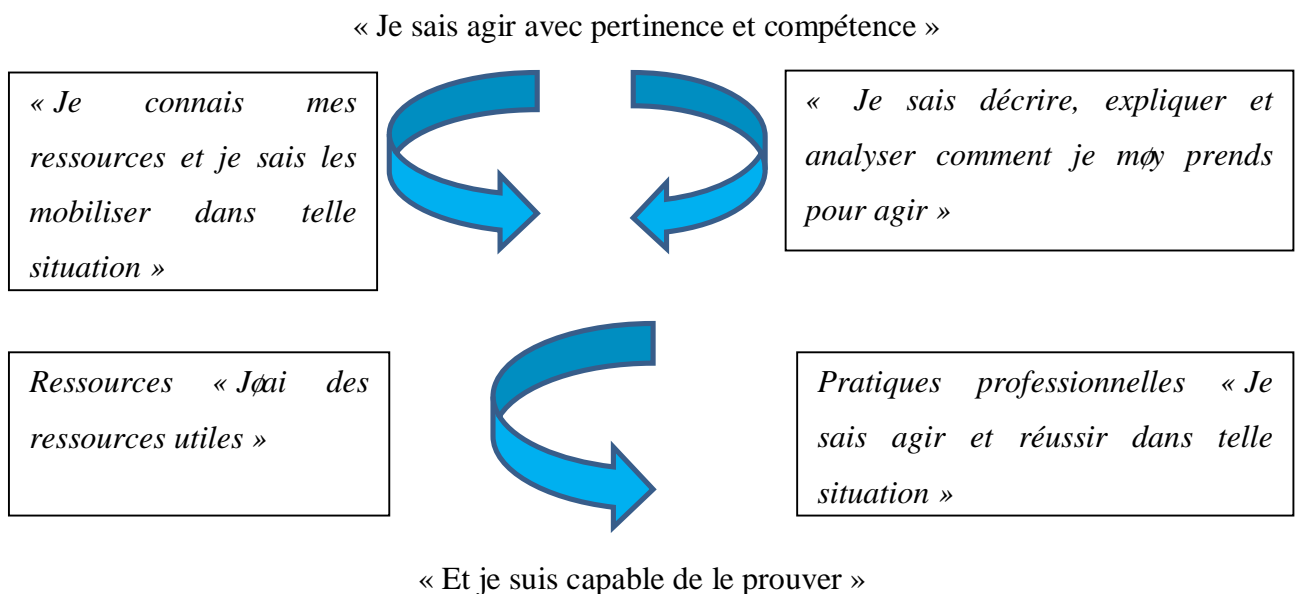 « Je sais agir avec pertinence et compétence »
« Je connais mes
ressources et je sais les
mobiliser dans telle
situation »
« Je sais décrire, expliquer et
analyser comment je møy prends
pour agir »
Ressources « Jøai des
ressources utiles »
Pratiques professionnelles « Je
sais agir et réussir dans telle
situation »
« Et je suis capable de le prouver »